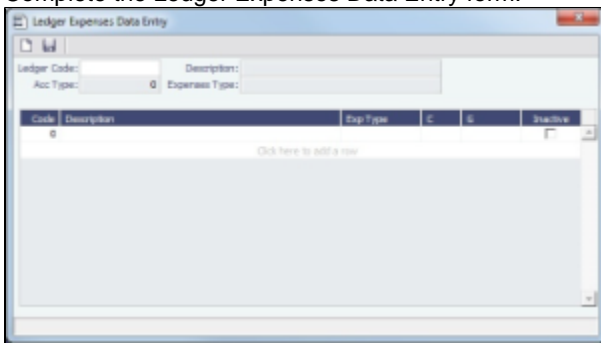 Complete the Ledger Expenses Data Entry form.
Ledger Expenses Data Entry
Ledger Code: Description:
Acc Type: 0 Expenses Type:
Code Description Exp Type C G Inactive
0
Click here to add a row